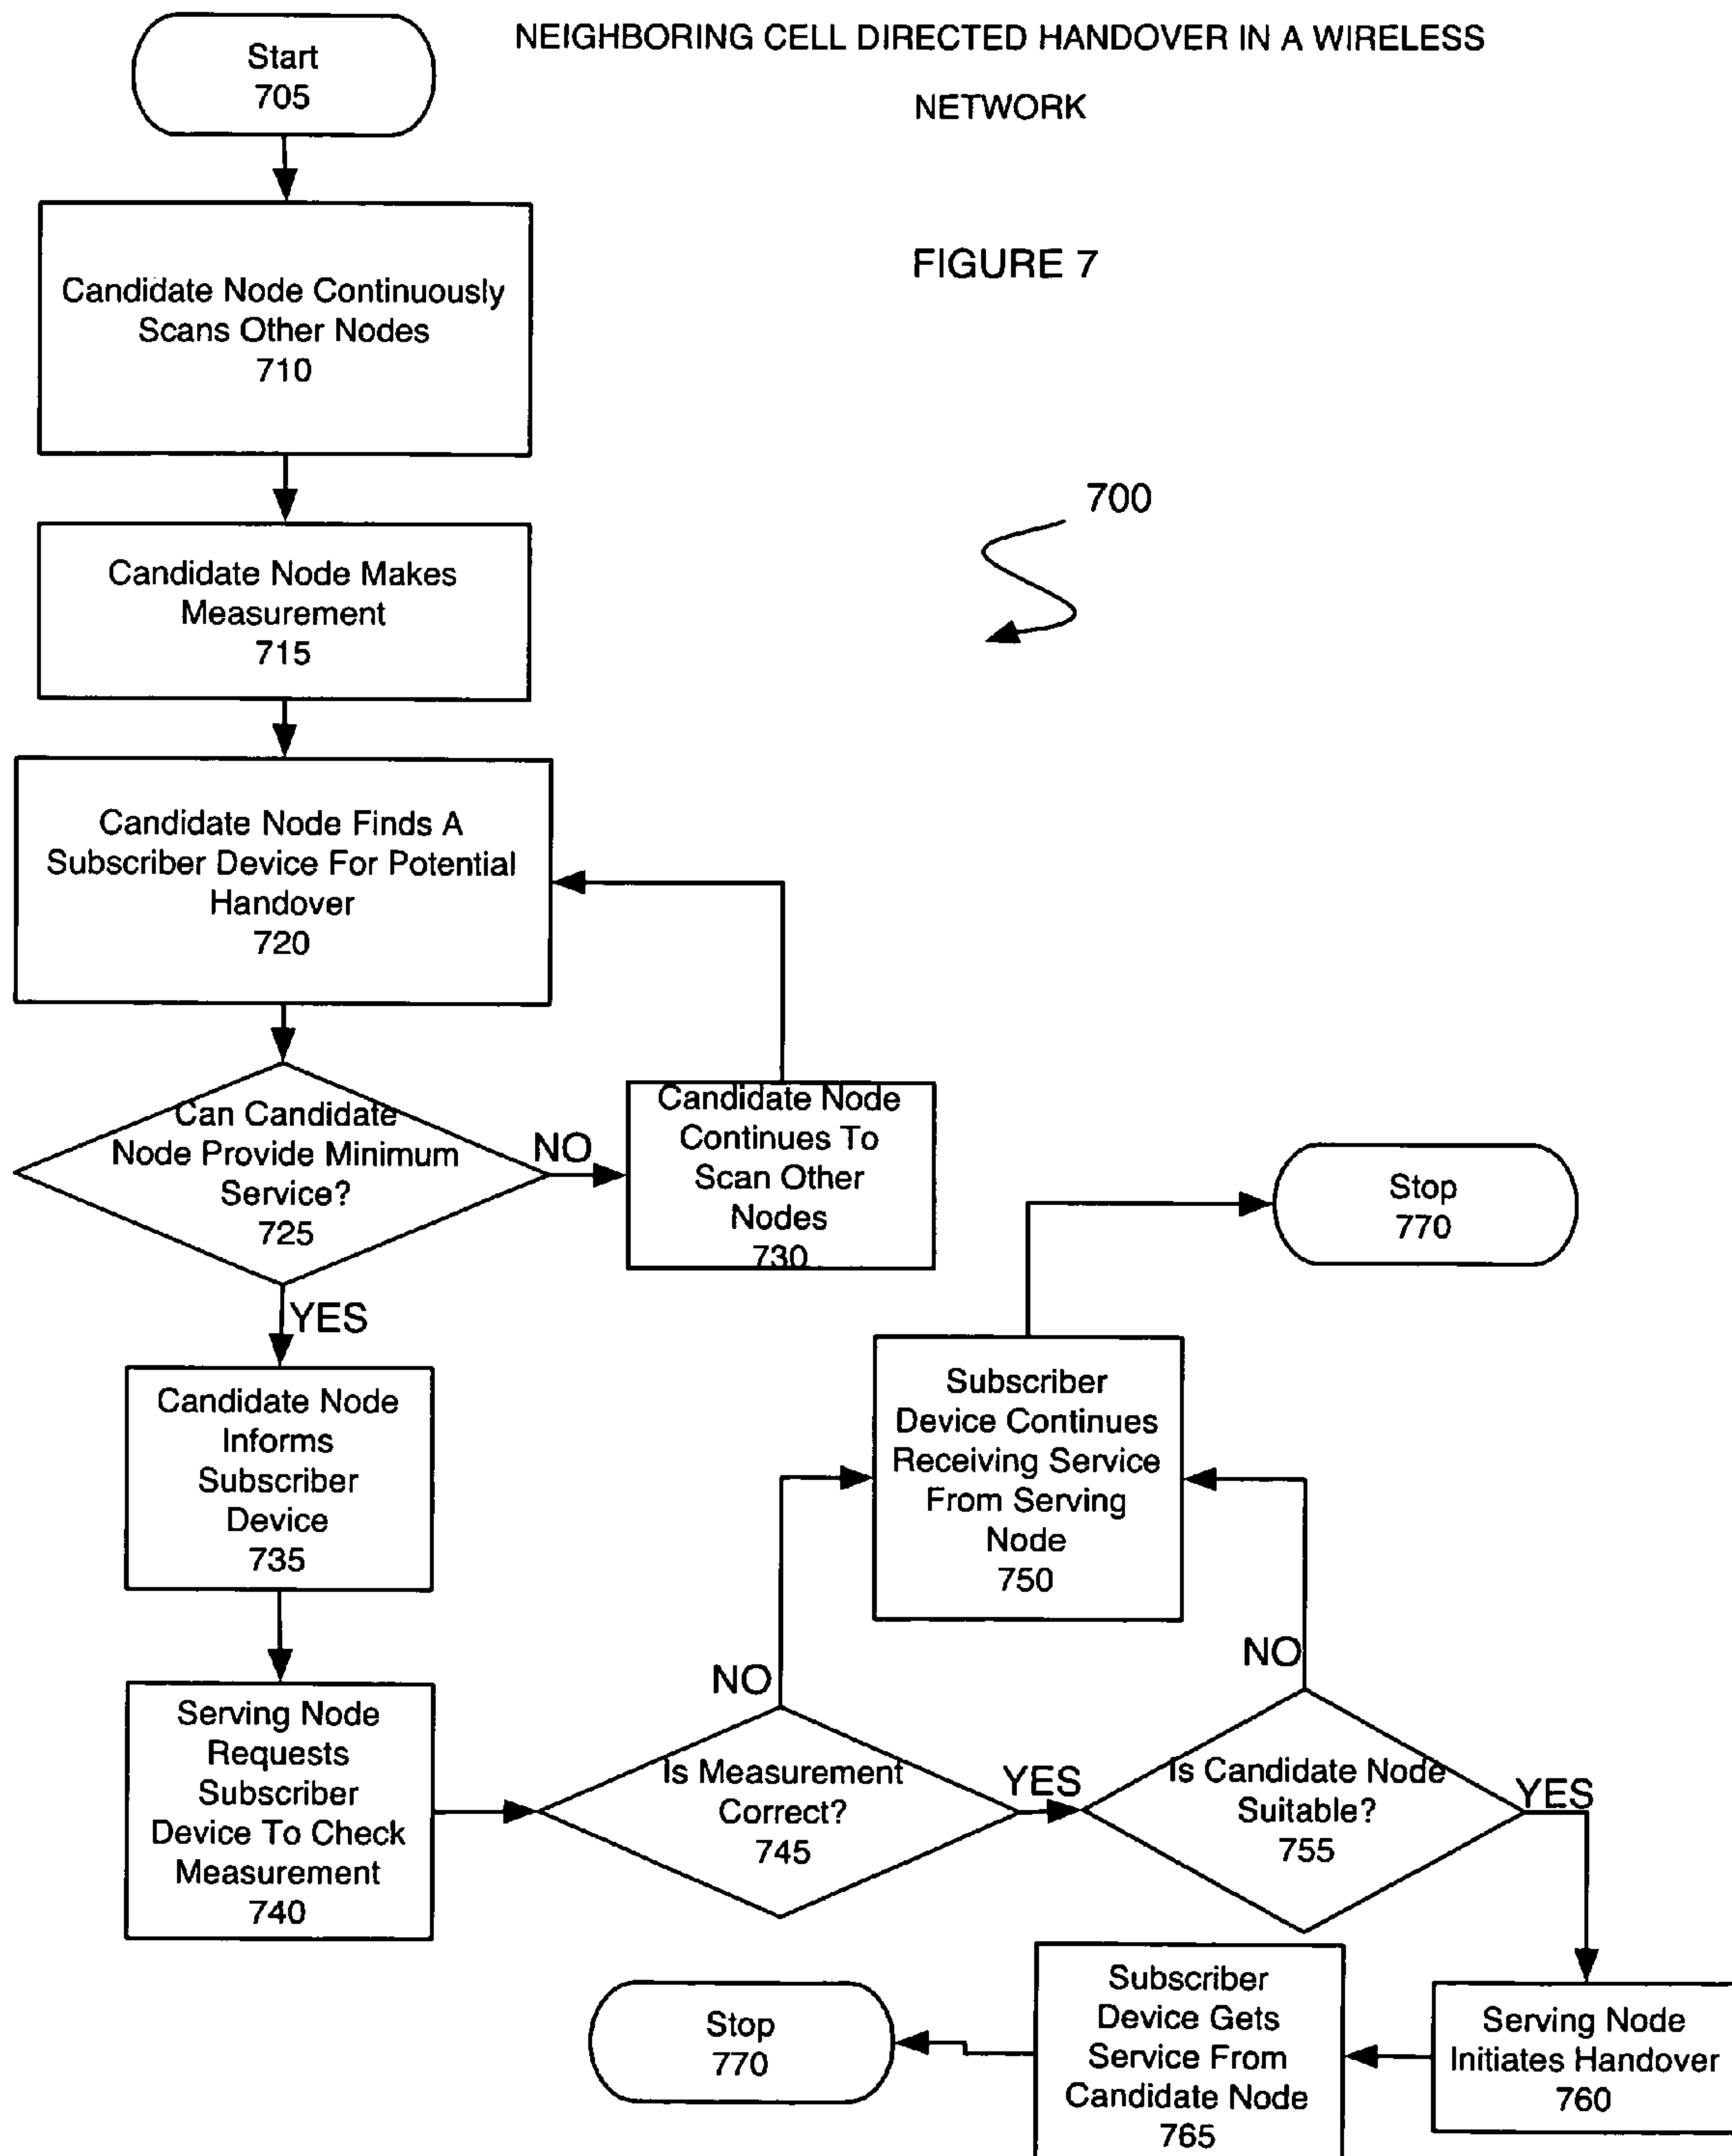 NEIGHBORING CELL DIRECTED HANDOVER IN A WIRELESS
NETWORK
FIGURE 7
700
Start
705
Candidate Node Continuously
Scans Other Nodes
710
Candidate Node Makes
Measurement
715
Candidate Node Finds A
Subscriber Device For Potential
Handover
720
Can Candidate
Node Provide Minimum
Service?
725
NO
Candidate Node
Continues To
Scan Other
Nodes
730
YES
Candidate Node
Informs
Subscriber
Device
735
Serving Node
Requests
Subscriber
Device To Check
Measurement
740
Is Measurement
Correct?
745
NO
Subscriber
Device Continues
Receiving Service
From Serving
Node
750
Stop
770
YES
Is Candidate Node
Suitable?
755
NO
YES
Serving Node
Initiates Handover
760
Subscriber
Device Gets
Service From
Candidate Node
765
Stop
770